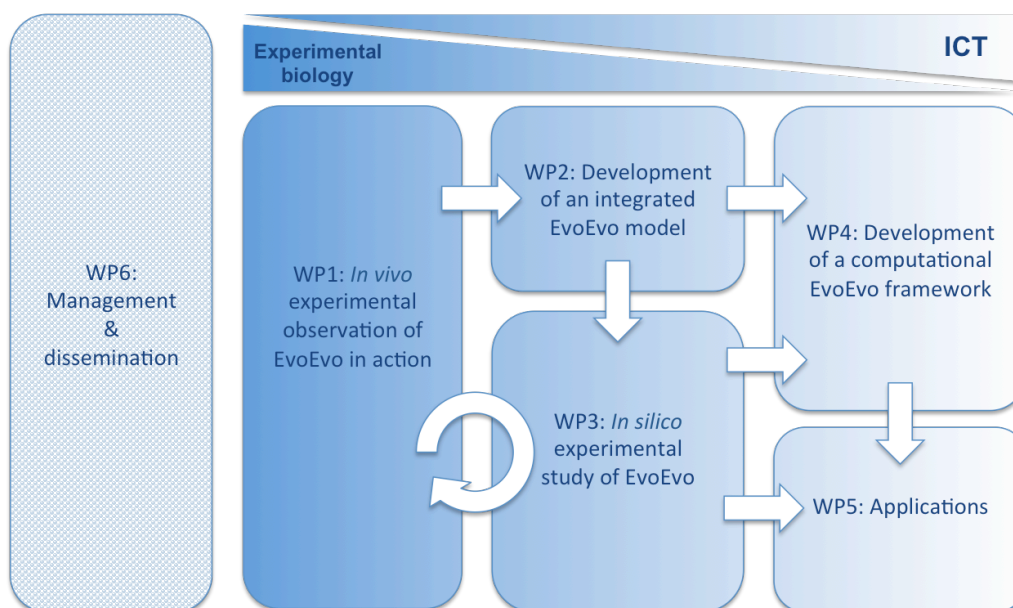 Experimental
biology
ICT
WP6:
Management
&
dissemination
WP1: In vivo
experimental
observation of
EvoEvo in action
WP2: Development
of an integrated
EvoEvo model
WP3: In silico
experimental
study of EvoEvo
WP4: Development
of a computational
EvoEvo framework
WP5: Applications